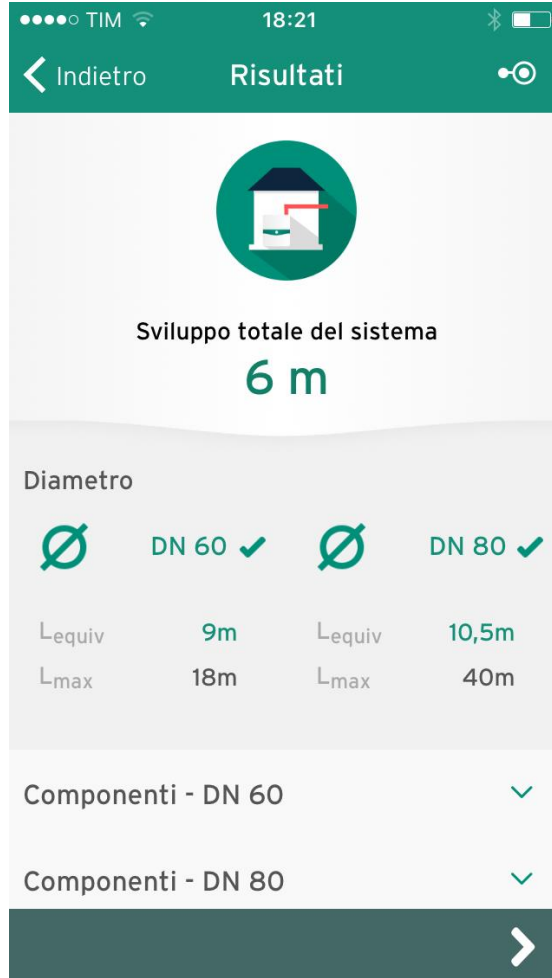 TIM 18:21
Indietro Risultati
Sviluppo totale del sistema
6 m
Diametro
DN 60 DN 80
Lequiv 9m Lequiv 10,5m
Lmax 18m Lmax 40m
Componenti - DN 60
Componenti - DN 80